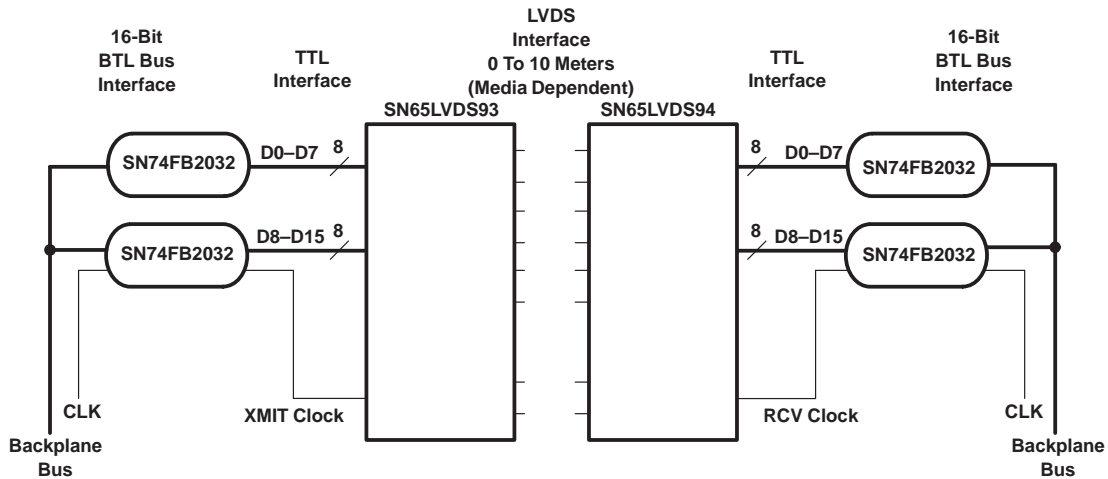 16-Bit
BTL Bus
Interface
TTL
Interface
LVDS
Interface
0 To 10 Meters
(Media Dependent)
TTL
Interface
16-Bit
BTL Bus
Interface
SN65LVDS93
SN65LVDS94
SN74FB2032
D0–D7
8
8
D0–D7
SN74FB2032
SN74FB2032
D8–D15
8
8
D8–D15
SN74FB2032
CLK
XMIT Clock
RCV Clock
CLK
Backplane
Bus
Backplane
Bus